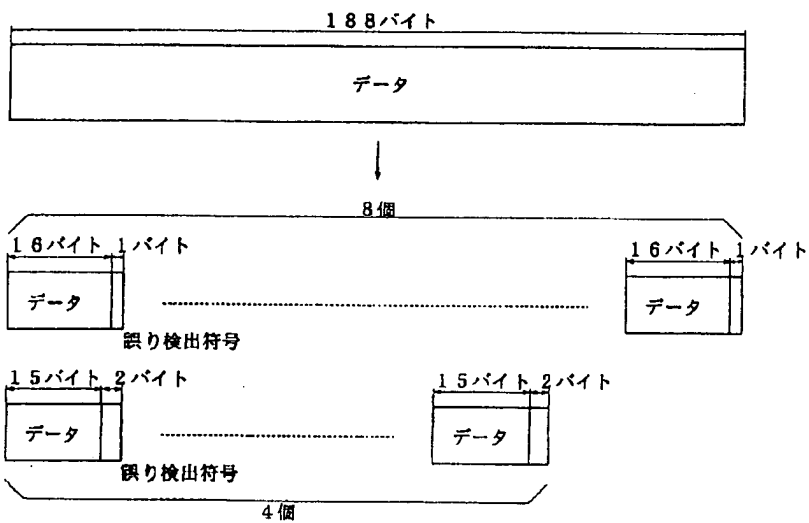 188バイト
データ
8個
16バイト 1バイト 16バイト 1バイト
データ データ
誤り検出符号
15バイト 2バイト 15バイト 2バイト
データ データ
誤り検出符号
4個